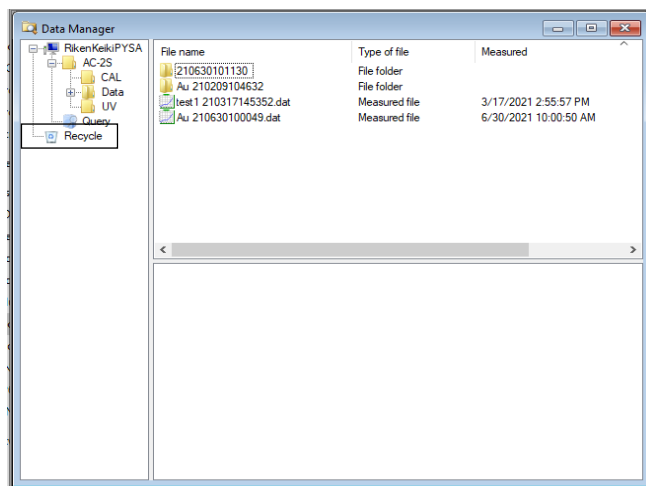 Data Manager
RikenKeikiPYSA
AC-2S
CAL
Data
UV
Query
Recycle
File name Type of file Measured
210630101130 File folder
Au 210209104632 File folder
test1 210317145352.dat Measured file 3/17/2021 2:55:57 PM
Au 210630100049.dat Measured file 6/30/2021 10:00:50 AM